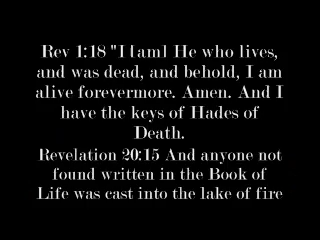 Rev 1:18 "I [am] He who lives,
and was dead, and behold, I am
alive forevermore. Amen. And I
have the keys of Hades of
Death.
Revelation 20:15 And anyone not
found written in the Book of
Life was cast into the lake of fire